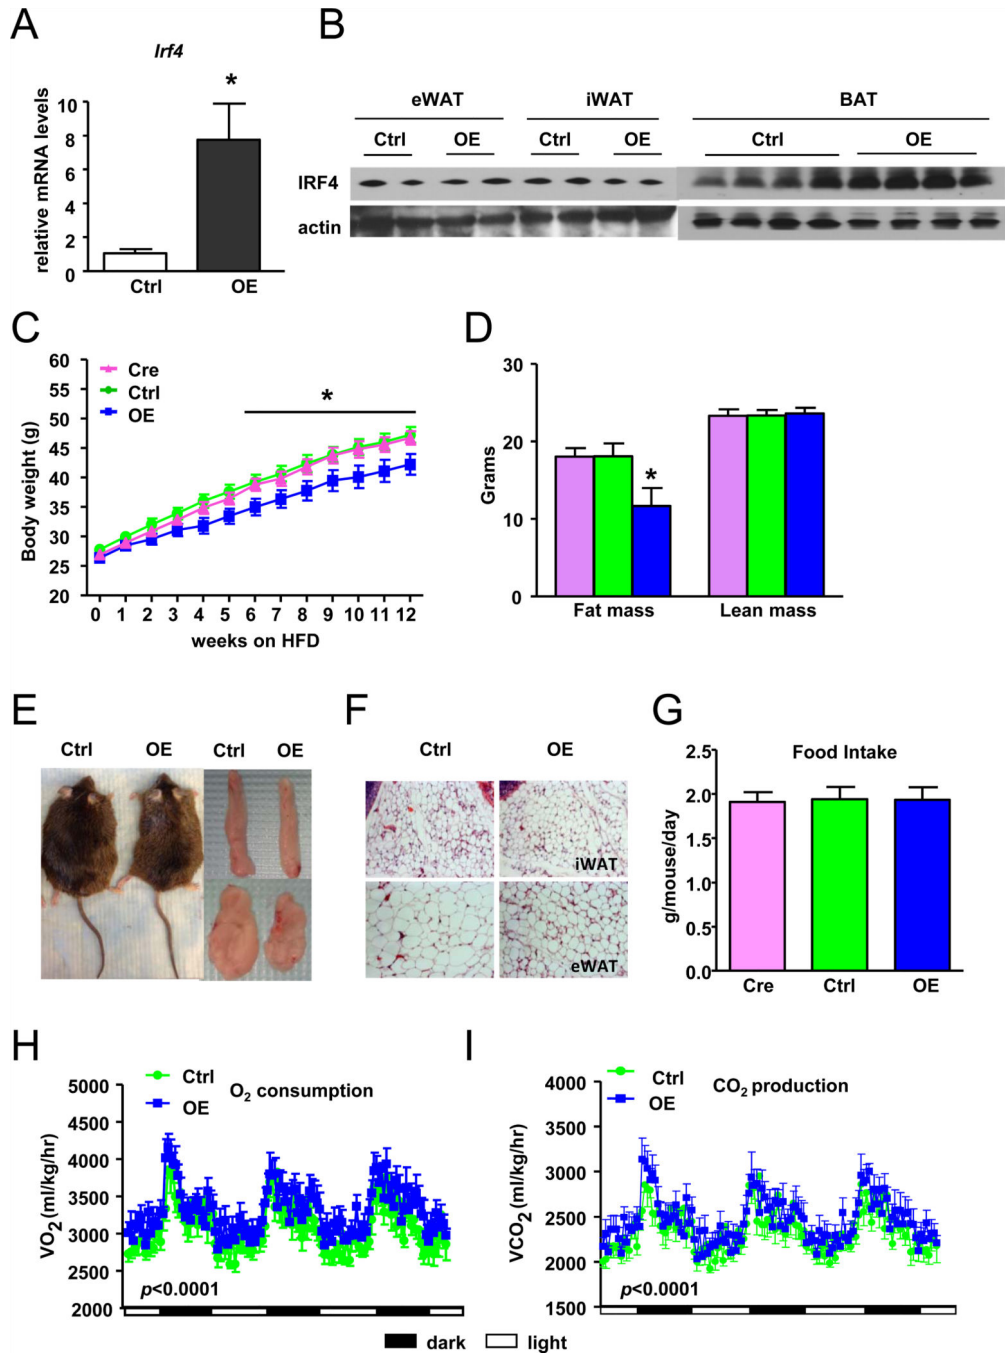 A
Irf4
relative mRNA levels
10
8
6
4
2
0
*
Ctrl
OE
B
eWAT
iWAT
BAT
Ctrl
OE
Ctrl
OE
Ctrl
OE
IRF4
actin
C
Body weight (g)
60
55
50
45
40
35
30
25
20
Cre
Ctrl
OE
*
0 1 2 3 4 5 6 7 8 9 10 11 12
weeks on HFD
D
Grams
30
20
10
0
*
Fat mass
Lean mass
E
Ctrl
OE
Ctrl
OE
F
Ctrl
OE
iWAT
eWAT
G
Food Intake
g/mouse/day
2.5
2.0
1.5
1.0
0.5
0.0
Cre
Ctrl
OE
H
Ctrl
OE
O2 consumption
VO2 (ml/kg/hr)
5000
4500
4000
3500
3000
2500
2000
p<0.0001
I
Ctrl
OE
CO2 production
VCO2 (ml/kg/hr)
4000
3500
3000
2500
2000
1500
p<0.0001
dark
light